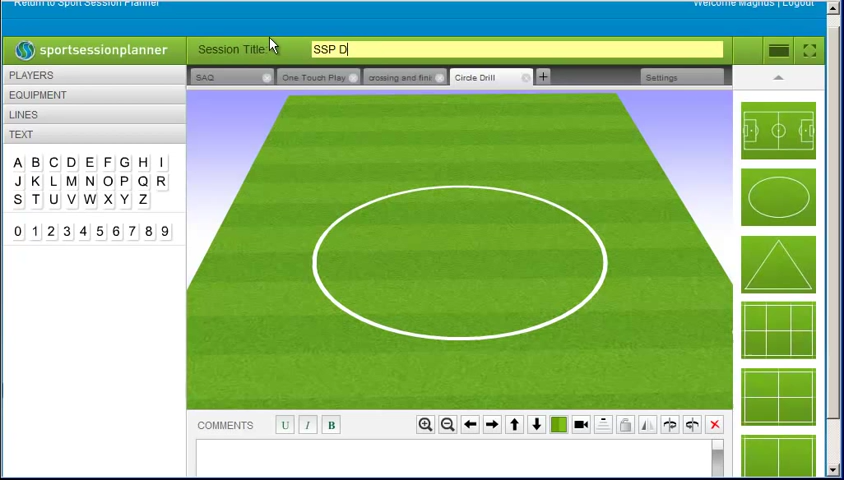 Return to Sport Session Planner
Welcome Magnus | Logout
sportsessionplanner
Session Title:
SSP D
PLAYERS
EQUIPMENT
LINES
TEXT
A B C D E F G H I
J K L M N O P Q R
S T U V W X Y Z
0 1 2 3 4 5 6 7 8 9
SAQ
One Touch Play
crossing and finis
Circle Drill
+
Settings
COMMENTS
U I B